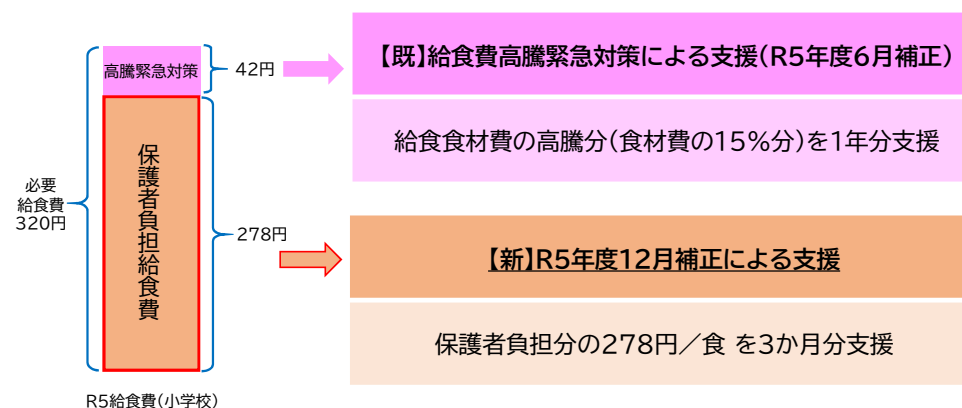 高騰緊急対策
42円
【既】給食費高騰緊急対策による支援(R5年度6月補正)
給食食材費の高騰分(食材費の15%分)を1年分支援
必要
給食費
320円
保護者負担給食費
278円
【新】R5年度12月補正による支援
保護者負担分の278円/食 を3か月分支援
R5給食費(小学校)